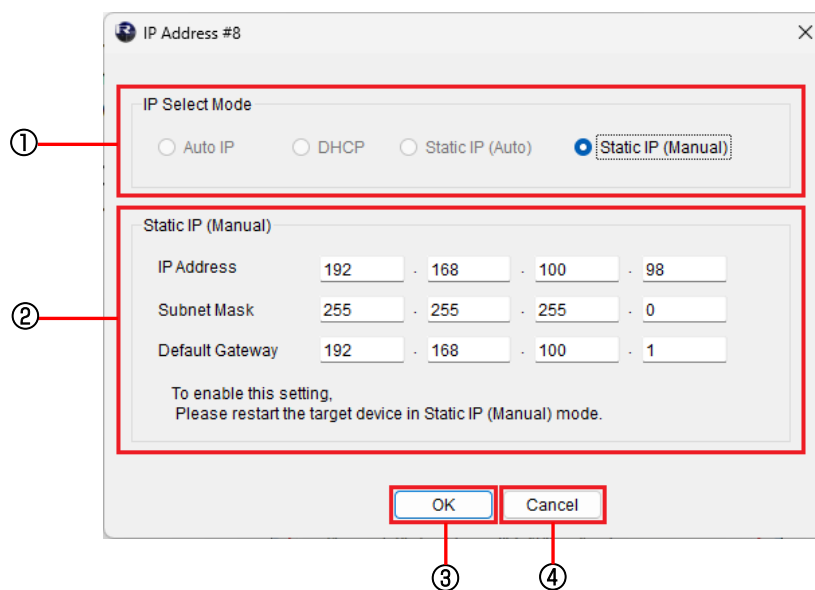 IP Address #8
IP Select Mode
① Auto IP DHCP Static IP (Auto) Static IP (Manual)
Static IP (Manual)
IP Address 192 . 168 . 100 . 98
② Subnet Mask 255 . 255 . 255 . 0
Default Gateway 192 . 168 . 100 . 1
To enable this setting,
Please restart the target device in Static IP (Manual) mode.
OK Cancel
③ ④